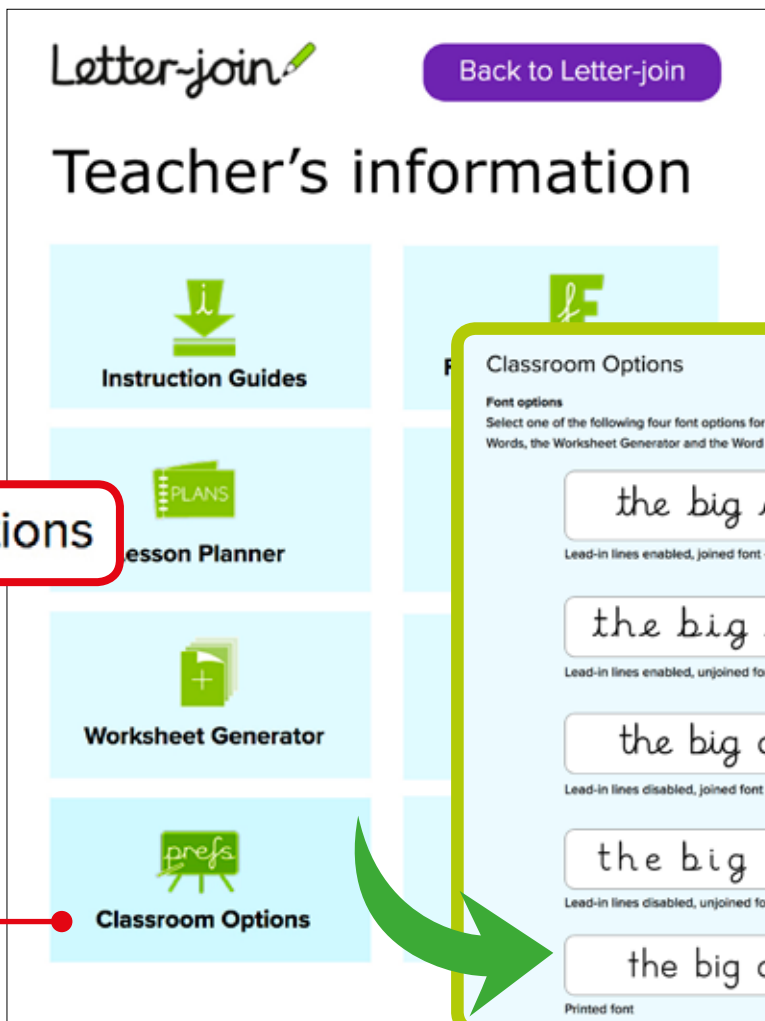 Letter-join
Back to Letter-join
Teacher's information
i
Instruction Guides
f F
F
PLANS
tions
esson Planner
Worksheet Generator
prefs
Classroom Options
Classroom Options
Font options
Select one of the following four font options for
Words, the Worksheet Generator and the Word
the big
Lead-in lines enabled, joined font
the big
Lead-in lines enabled, unjoined fo
the big
Lead-in lines disabled, joined font
the big
Lead-in lines disabled, unjoined fo
the big
Printed font